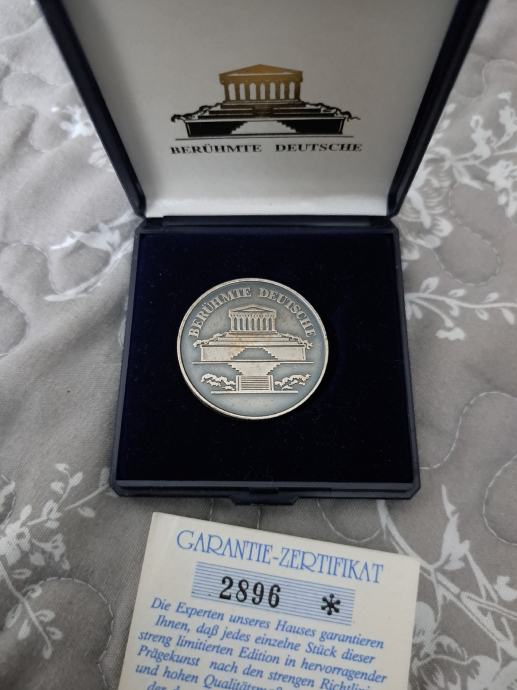 BERÜHMTE DEUTSCHE
BERÜHMTE DEUTSCHE
GARANTIE-ZERTIFIKAT
2896 *
Die Experten unseres Hauses garantieren
Ihnen, daß jedes einzelne Stück dieser
streng limitierten Edition in hervorragender
Prägekunst nach den strengen
und hohen